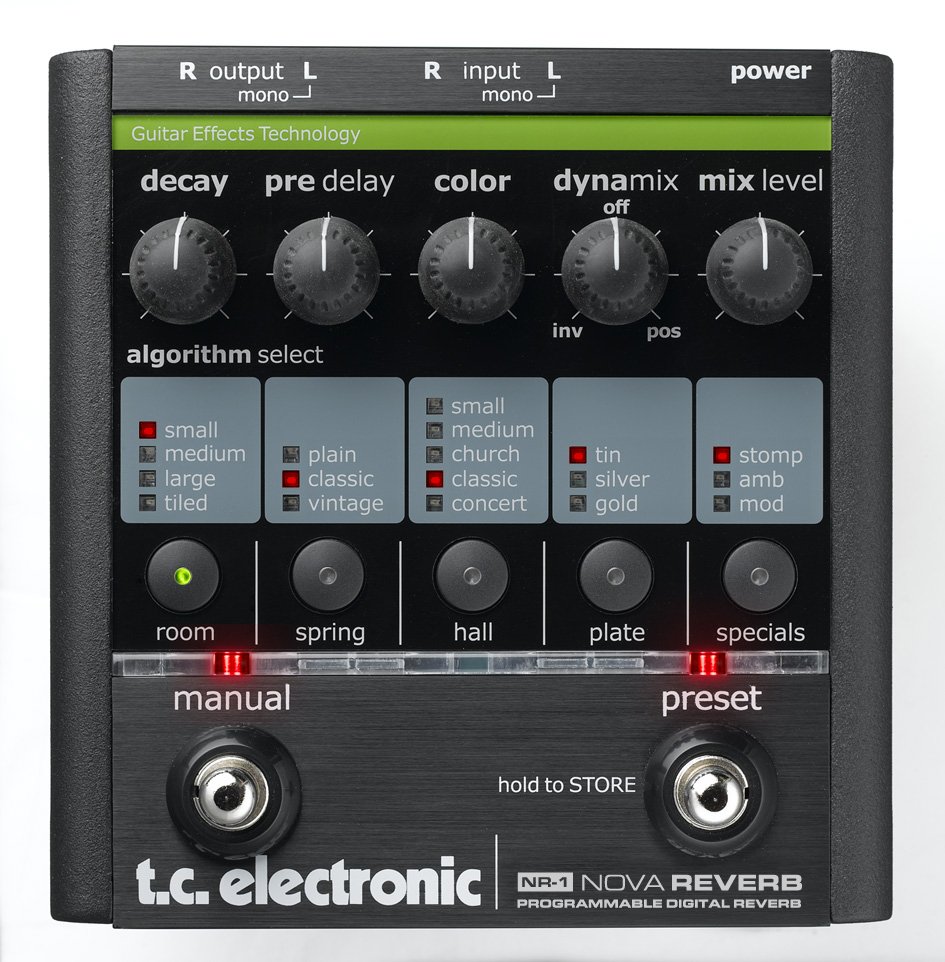 R output L
mono
R input L
mono
power
Guitar Effects Technology
decay
pre delay
color
dynamix
mix level
off
inv
pos
algorithm select
small
medium
large
tiled
plain
classic
vintage
small
medium
church
classic
concert
tin
silver
gold
stomp
amb
mod
room
spring
hall
plate
specials
manual
preset
hold to STORE
t.c. electronic
NR-1 NOVA REVERB
PROGRAMMABLE DIGITAL REVERB